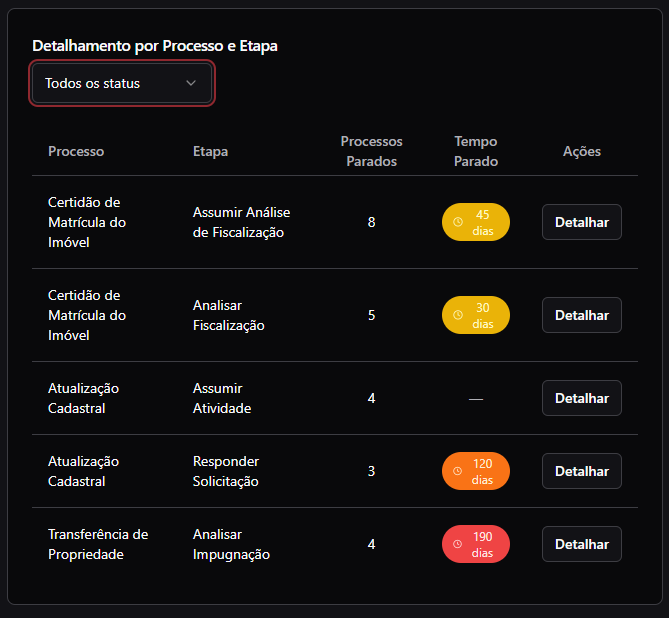 Detalhamento por Processo e Etapa
Todos os status
Processo
Etapa
Processos
Parados
Tempo
Parado
Ações
Certidão de
Matrícula do
Imóvel
Assumir Análise
de Fiscalização
8
45
dias
Detalhar
Certidão de
Matrícula do
Imóvel
Analisar
Fiscalização
5
30
dias
Detalhar
Atualização
Cadastral
Assumir
Atividade
4
—
Detalhar
Atualização
Cadastral
Responder
Solicitação
3
120
dias
Detalhar
Transferência de
Propriedade
Analisar
Impugnação
4
190
dias
Detalhar